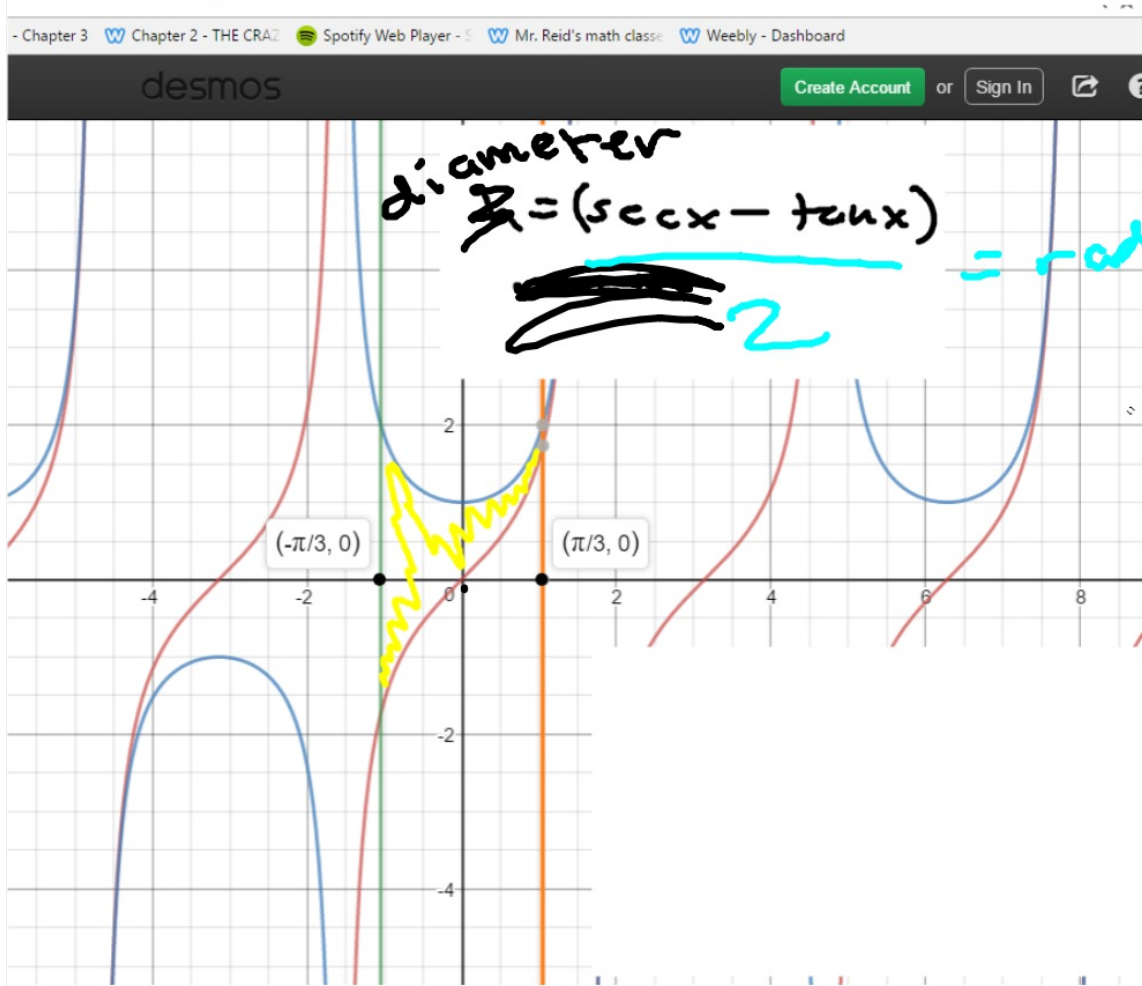 - Chapter 3 Chapter 2 - THE CRAZ Spotify Web Player - S Mr. Reid's math classe Weebly - Dashboard
desmos Create Account or Sign In
diameter
= (secx - tanx)
= rad
2
2
(-π/3, 0) (π/3, 0)
-4 -2 0 2 4 6 8
-2
-4